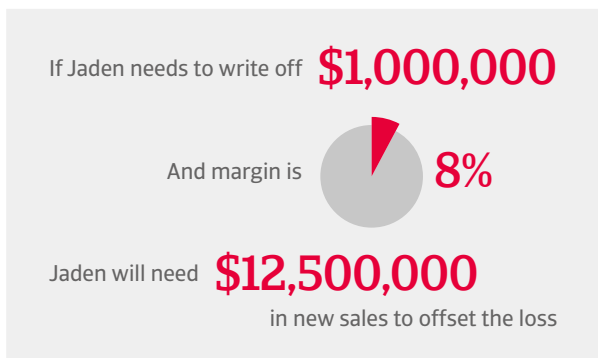 If Jaden needs to write off $1,000,000
And margin is 8%
Jaden will need $12,500,000
in new sales to offset the loss